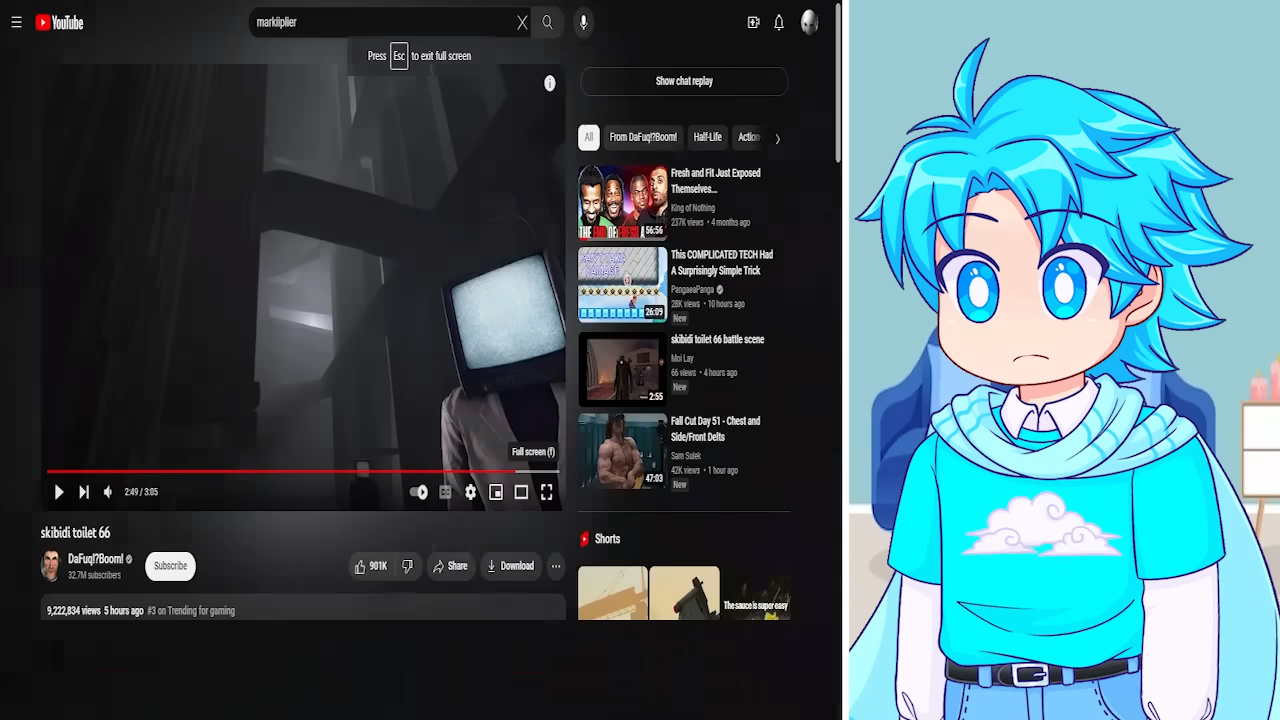 YouTube
markiiplier
Press Esc to exit full screen
Show chat replay
All
From DaFuq!?Boom!
Half-Life
Action
Fresh and Fit Just Exposed
Themselves...
King of Nothing
237K views • 4 months ago
THE END OF FRESH A
56:56
This COMPLICATED TECH Had
A Surprisingly Simple Trick
PangaeaPanga
28K views • 10 hours ago
New
DAMAGE
26:09
skibidi toilet 66 battle scene
Moi Lay
66 views • 4 hours ago
New
2:55
Fall Cut Day 51 - Chest and
Side/Front Delts
Sam Sulek
42K views • 1 hour ago
New
47:03
Full screen (f)
2:49 / 3:05
skibidi toilet 66
DaFuq!?Boom!
32.7M subscribers
Subscribe
901K
Share
Download
9,222,834 views 5 hours ago #3 on Trending for gaming
Shorts
The sauce is super easy